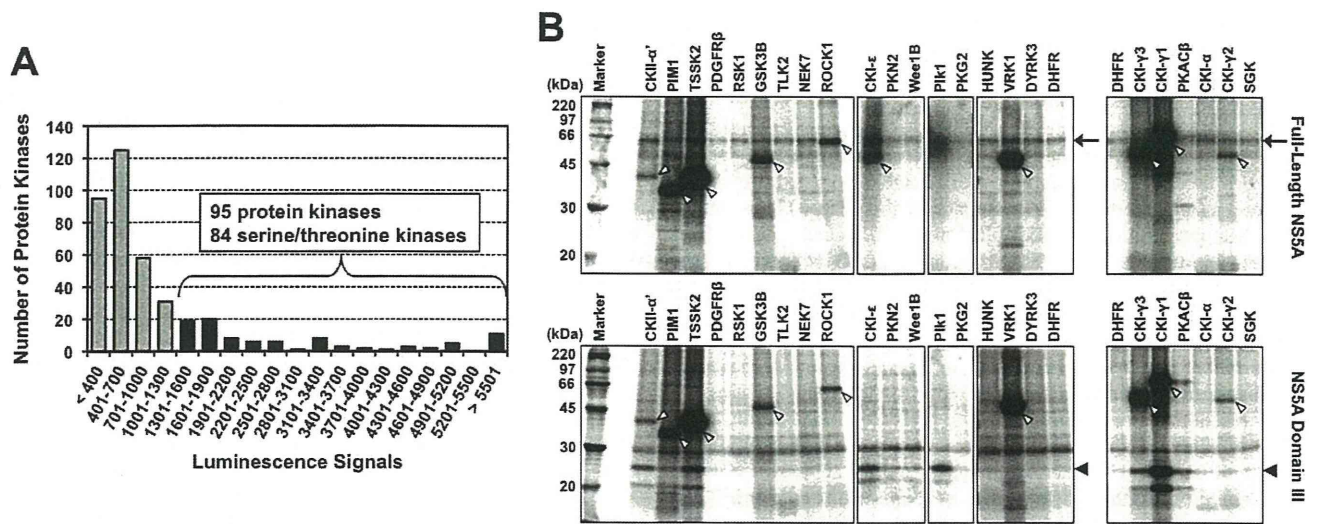 A
Number of Protein Kinases
140
120
100
80
60
40
20
0
95 protein kinases
84 serine/threonine kinases
< 400
401-700
701-1000
1001-1300
1301-1600
1601-1900
1901-2200
2201-2500
2501-2800
2801-3100
3101-3400
3401-3700
3701-4000
4001-4300
4301-4600
4601-4900
4901-5200
5201-5500
> 5501
Luminescence Signals
B
(kDa)
Marker
CKII-α'
PIM1
TSSK2
PDGFRβ
RSK1
GSK3B
TLK2
NEK7
ROCK1
CKI-ε
PKN2
Wee1B
Plk1
PKG2
HUNK
VRK1
DYRK3
DHFR
DHFR
CKI-γ3
CKI-γ1
PKACβ
CKI-α
CKI-γ2
SGK
220
97
66
45
30
20
Full-Length NS5A
(kDa)
Marker
CKII-α'
PIM1
TSSK2
PDGFRβ
RSK1
GSK3B
TLK2
NEK7
ROCK1
CKI-ε
PKN2
Wee1B
Plk1
PKG2
HUNK
VRK1
DYRK3
DHFR
DHFR
CKI-γ3
CKI-γ1
PKACβ
CKI-α
CKI-γ2
SGK
220
97
66
45
30
20
NS5A Domain III